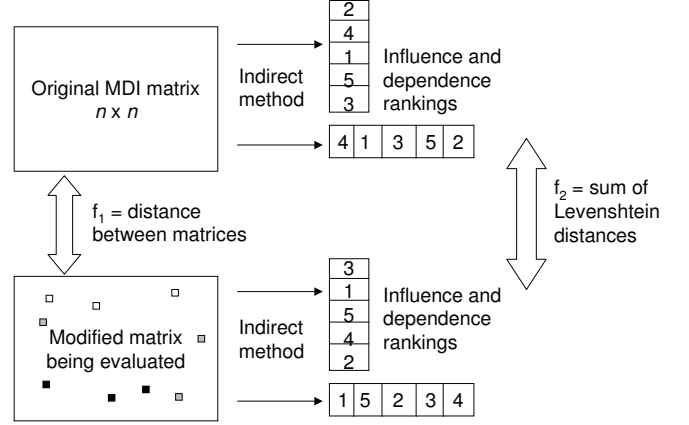 Original MDI matrix
n x n
Indirect
method
2
4
1
5
3
Influence and
dependence
rankings
4 1 3 5 2
f1 = distance
between matrices
f2 = sum of
Levenshtein
distances
Modified matrix
being evaluated
Indirect
method
3
1
5
4
2
Influence and
dependence
rankings
1 5 2 3 4